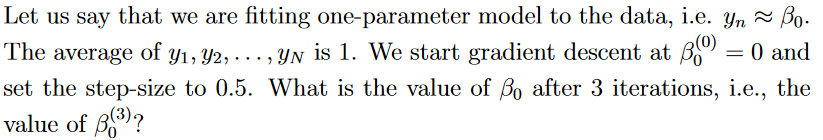 Let us say that we are fitting one-parameter model to the data, i.e. $y_n \approx \beta_0$.
The average of $y_1, y_2, \ldots, y_N$ is 1. We start gradient descent at $\beta_0^{(0)} = 0$ and
set the step-size to 0.5. What is the value of $\beta_0$ after 3 iterations, i.e., the
value of $\beta_0^{(3)}$?